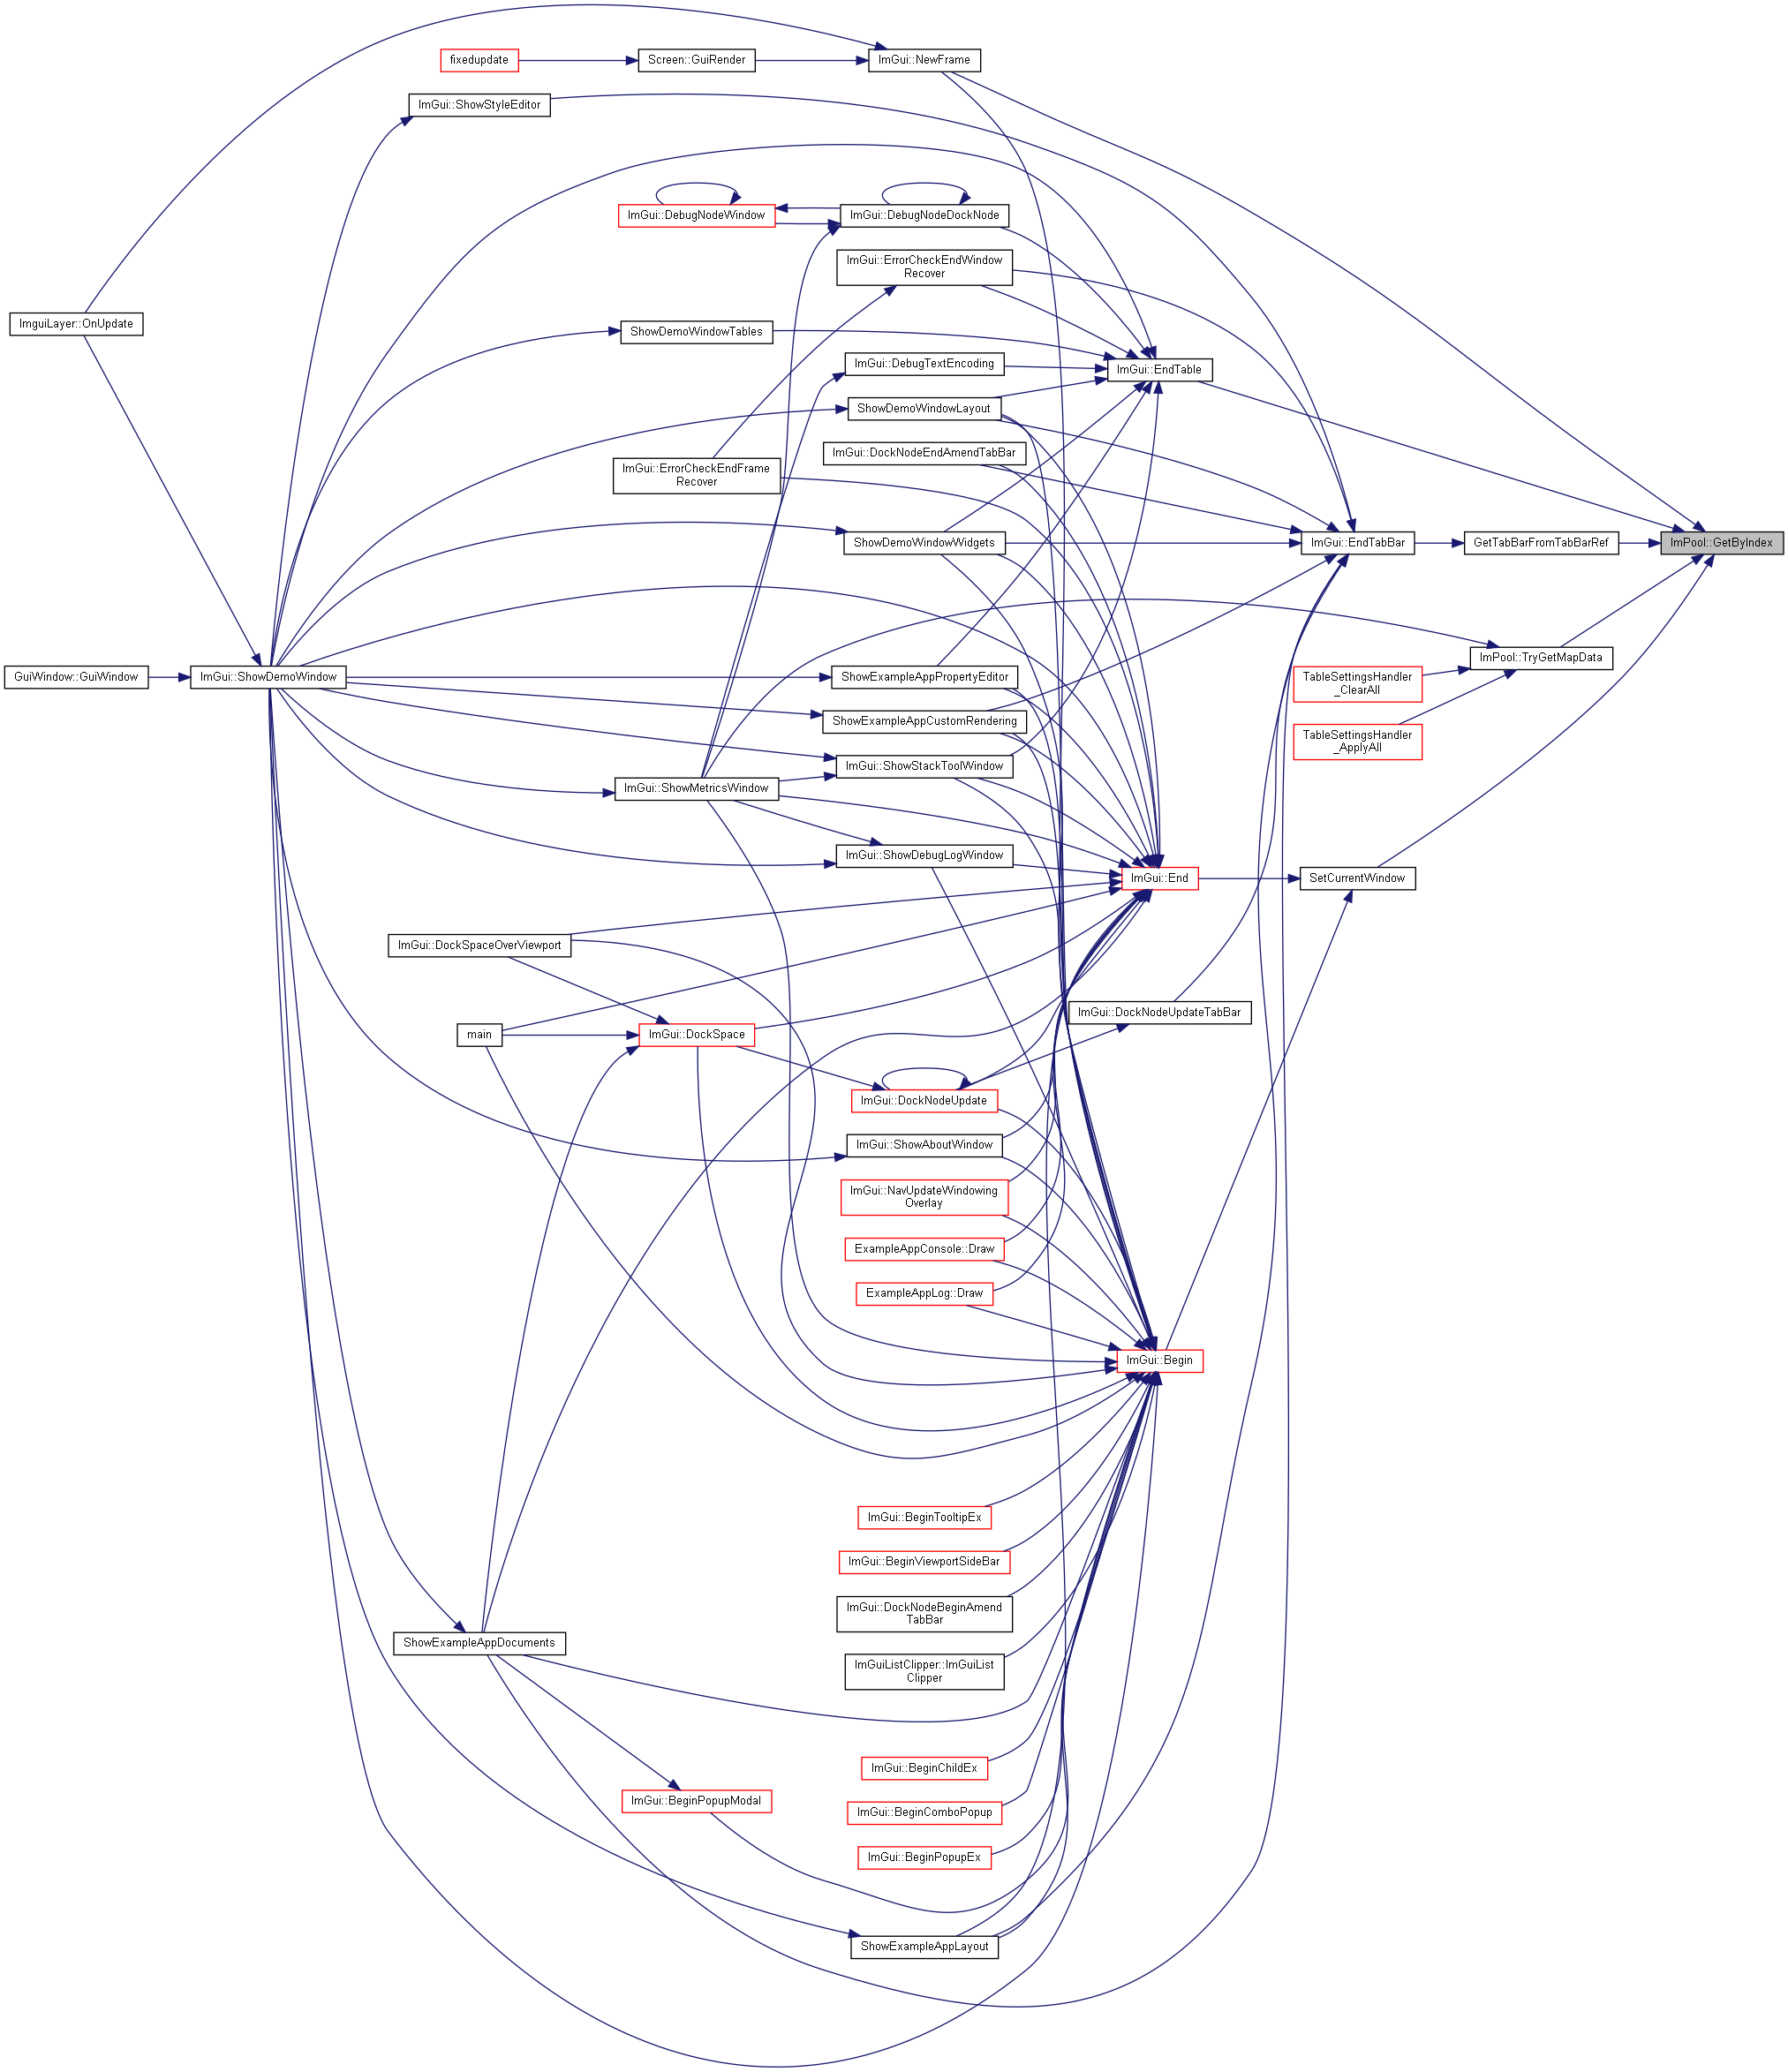 ImGui::NewFrame
fixedupdate
Screen::GuiRender
ImGui::ShowStyleEditor
ImGui::DebugNodeWindow
ImGui::DebugNodeDockNode
ImGui::ErrorCheckEndWindow
Recover
ImguiLayer::OnUpdate
ShowDemoWindowTables
ImGui::DebugTextEncoding
ImGui::EndTable
ShowDemoWindowLayout
ImGui::DockNodeEndAmendTabBar
ImGui::ErrorCheckEndFrame
Recover
ShowDemoWindowWidgets
ImGui::EndTabBar
GetTabBarFromTabBarRef
ImPool::GetByIndex
GuiWindow::GuiWindow
ImGui::ShowDemoWindow
ShowExampleAppPropertyEditor
ImPool::TryGetMapData
TableSettingsHandler
_ClearAll
ShowExampleAppCustomRendering
TableSettingsHandler
_ApplyAll
ImGui::ShowStackToolWindow
ImGui::ShowMetricsWindow
ImGui::ShowDebugLogWindow
ImGui::End
SetCurrentWindow
ImGui::DockSpaceOverViewport
ImGui::DockNodeUpdateTabBar
main
ImGui::DockSpace
ImGui::DockNodeUpdate
ImGui::ShowAboutWindow
ImGui::NavUpdateWindowing
Overlay
ExampleAppConsole::Draw
ExampleAppLog::Draw
ImGui::Begin
ImGui::BeginTooltipEx
ImGui::BeginViewportSideBar
ImGui::DockNodeBeginAmend
TabBar
ShowExampleAppDocuments
ImGuiListClipper::ImGuiList
Clipper
ImGui::BeginChildEx
ImGui::BeginPopupModal
ImGui::BeginComboPopup
ImGui::BeginPopupEx
ShowExampleAppLayout